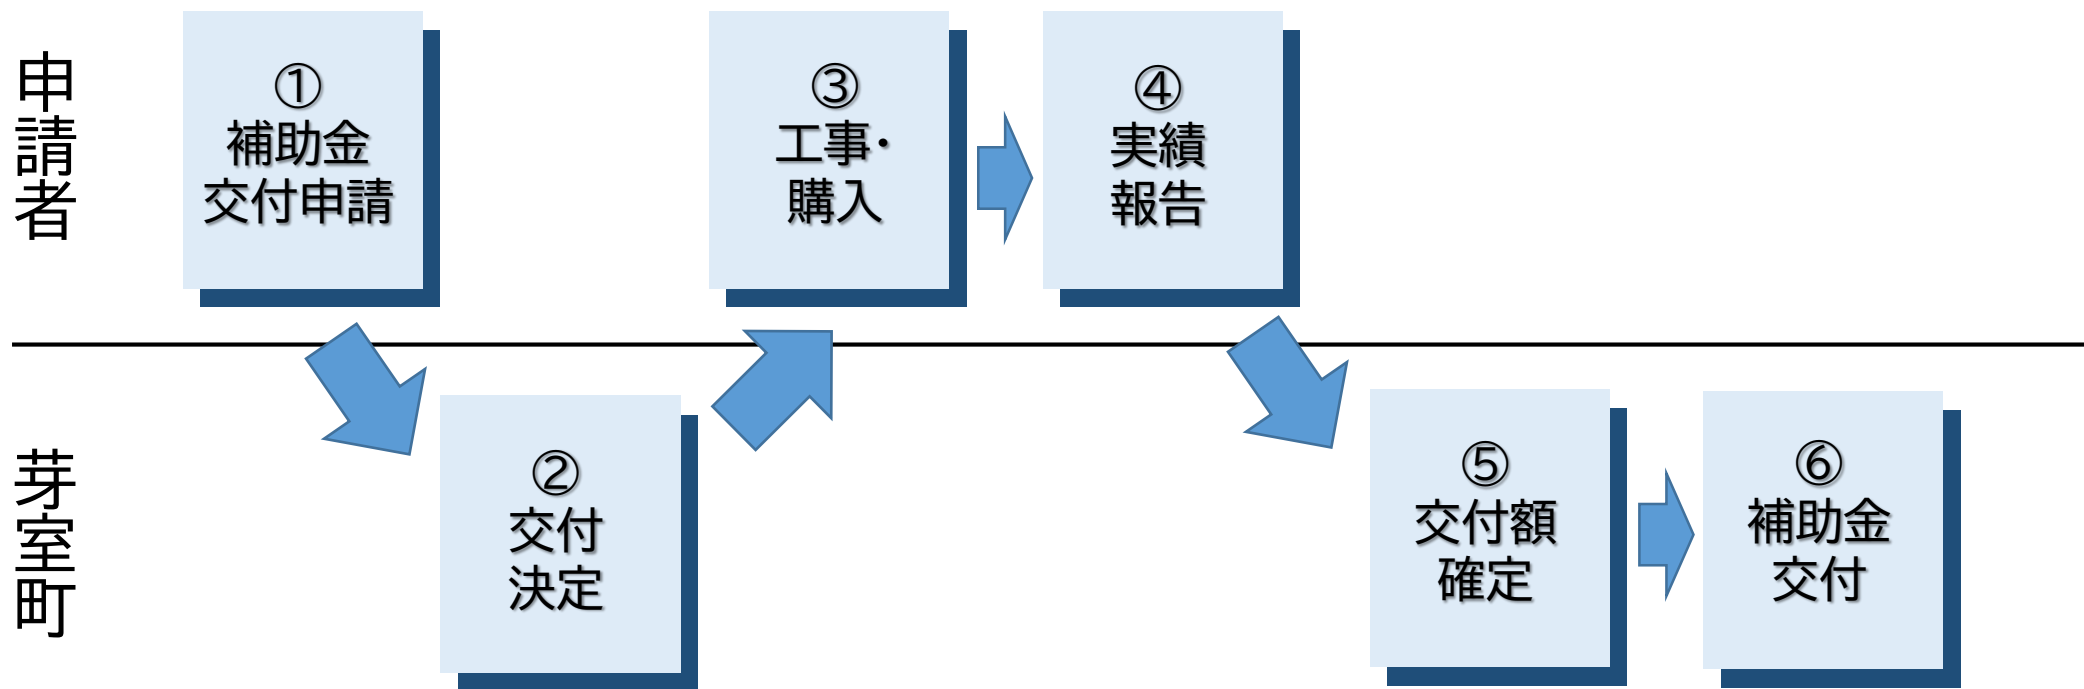 申請者
①
補助金
交付申請
③
工事・
購入
④
実績
報告
芽室町
②
交付
決定
⑤
交付額
確定
⑥
補助金
交付